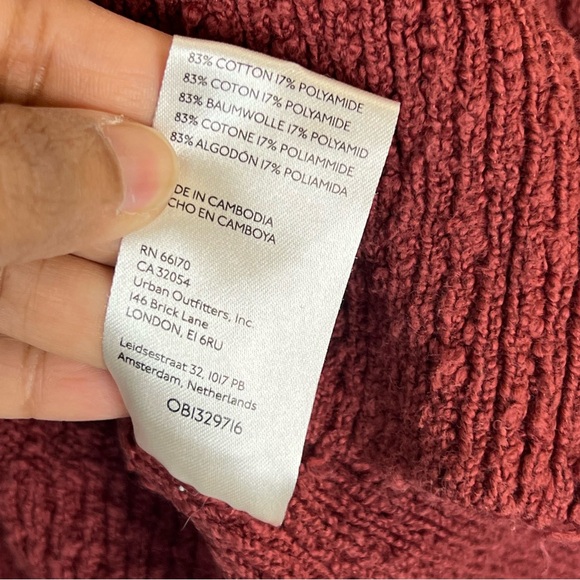 83% COTTON 17% POLYAMIDE
83% COTON 17% POLYAMIDE
83% BAUMWOLLE 17% POLYAMID
83% COTONE 17% POLIAMMIDE
83% ALGODÓN 17% POLIAMIDA
DE IN CAMBODIA
CHO EN CAMBOYA
RN 66170
CA 32054
Urban Outfitters, Inc.
146 Brick Lane
LONDON, E1 6RU
Leidsestraat 32, 1017 PB
Amsterdam, Netherlands
OB1329716